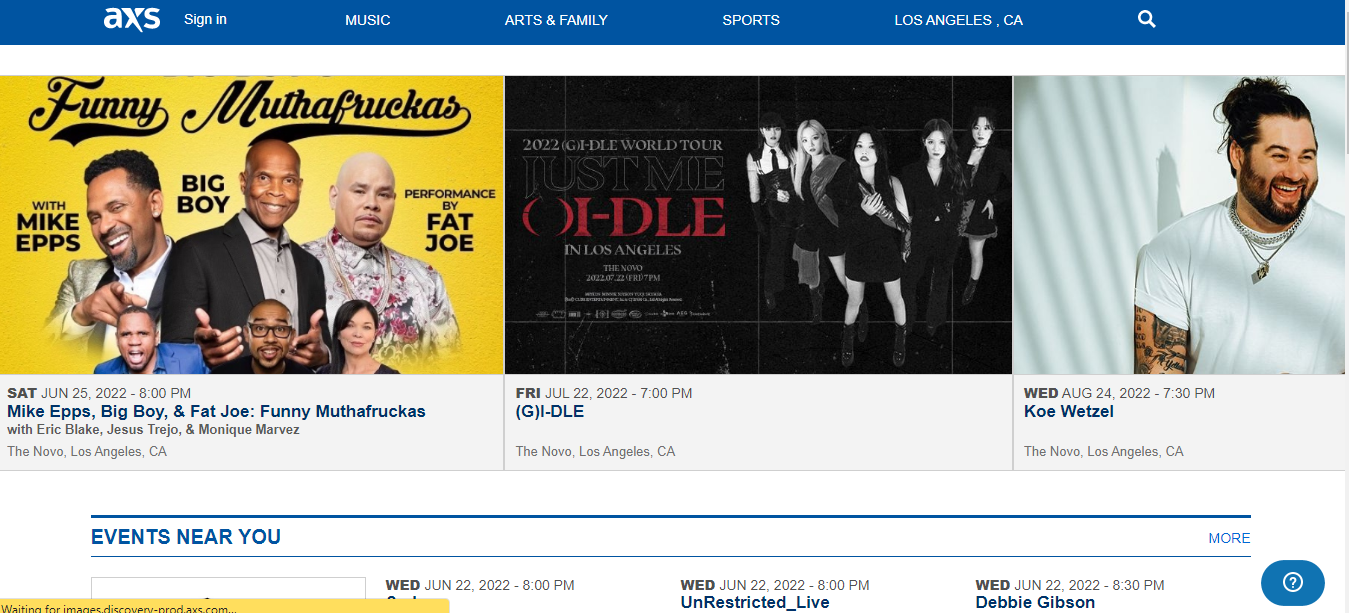 axs Sign in MUSIC ARTS & FAMILY SPORTS LOS ANGELES , CA
Funny Muthafruckas
WITH
MIKE
EPPS
BIG
BOY
PERFORMANCE
BY
FAT
JOE
2022 (G)I-DLE WORLD TOUR
JUST ME
( )I-DLE
IN LOS ANGELES
THE NOVO
2022.07.22 (FRI) 7PM
SAT JUN 25, 2022 - 8:00 PM
Mike Epps, Big Boy, & Fat Joe: Funny Muthafruckas
with Eric Blake, Jesus Trejo, & Monique Marvez
The Novo, Los Angeles, CA
FRI JUL 22, 2022 - 7:00 PM
(G)I-DLE
The Novo, Los Angeles, CA
WED AUG 24, 2022 - 7:30 PM
Koe Wetzel
The Novo, Los Angeles, CA
EVENTS NEAR YOU MORE
WED JUN 22, 2022 - 8:00 PM
WED JUN 22, 2022 - 8:00 PM
UnRestricted_Live
WED JUN 22, 2022 - 8:30 PM
Debbie Gibson
Waiting for images.discovery-prod.axs.com...